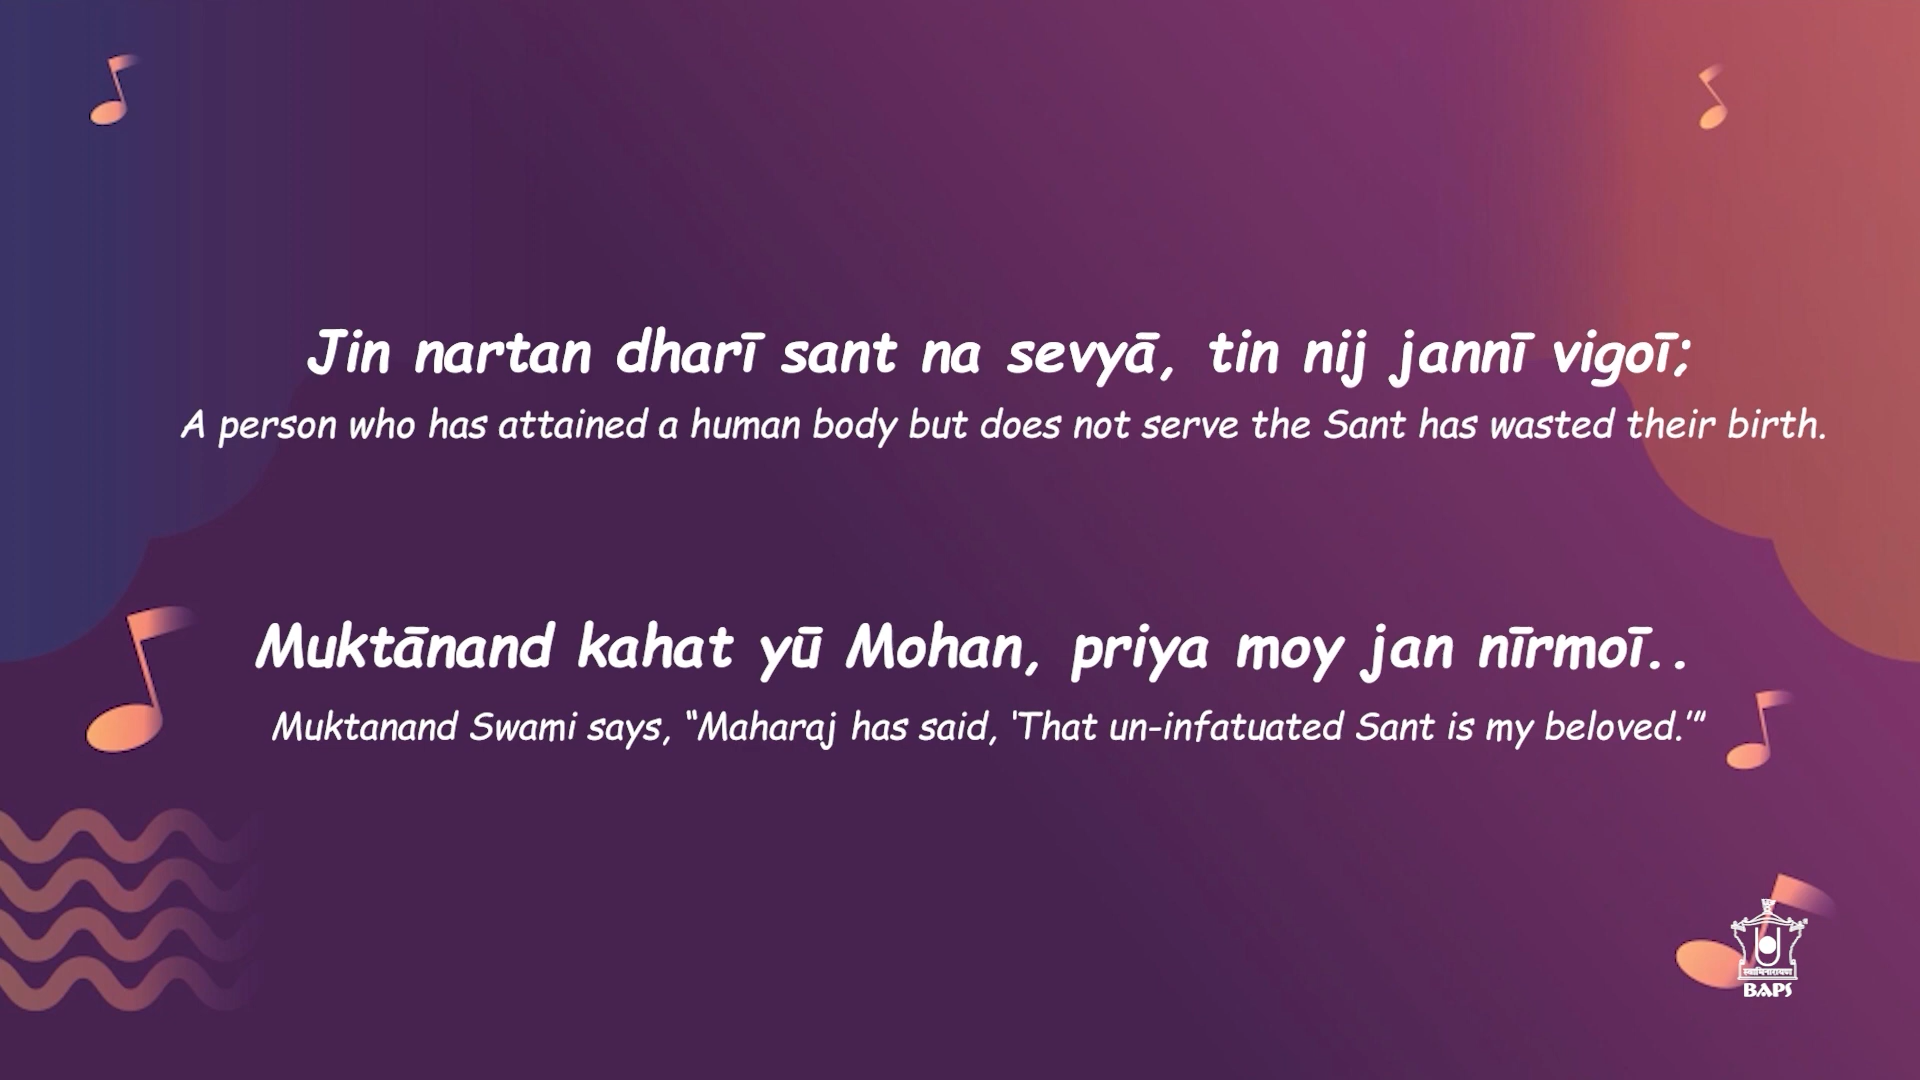 Jin nartan dharī sant na sevyā, tin nij jannī vigoī;
A person who has attained a human body but does not serve the Sant has wasted their birth.
Muktānand kahat yū Mohan, priya moy jan nīrmoī..
Muktanand Swami says, “Maharaj has said, ‘That un-infatuated Sant is my beloved.’”
स्वामिनारायण
BAPS